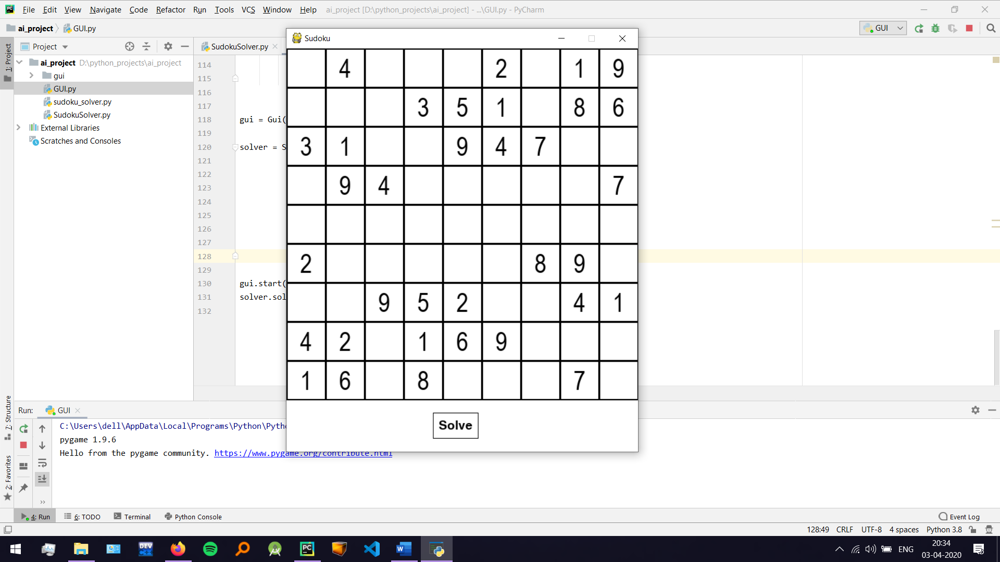 File Edit View Navigate Code Refactor Run Tools VCS Window Help ai_project [D:\python_projects\ai_project] - ...\GUI.py - PyCharm
ai_project GUI.py GUI
1: Project
Project
SudokuSolver.py
ai_project D:\python_projects\ai_project
gui
GUI.py
sudoku_solver.py
SudokuSolver.py
External Libraries
Scratches and Consoles
114
115
116
117
118 gui = Gui(
119
120 solver = S
121
122
123
124
125
126
127
128
129
130 gui.start(
131 solver.sol
132
Sudoku
4 2 1 9
3 5 1 8 6
3 1 9 4 7
9 4 7
2 8 9
9 5 2 4 1
4 2 1 6 9
1 6 8 7
Solve
7: Structure
2: Favorites
Run: GUI
C:\Users\dell\AppData\Local\Programs\Python\Pytho
pygame 1.9.6
Hello from the pygame community. https://www.pygame.org/contribute.html
4: Run 6: TODO Terminal Python Console Event Log
128:49 CRLF UTF-8 4 spaces Python 3.8
DEV C++ PC W ENG 20:34
03-04-2020